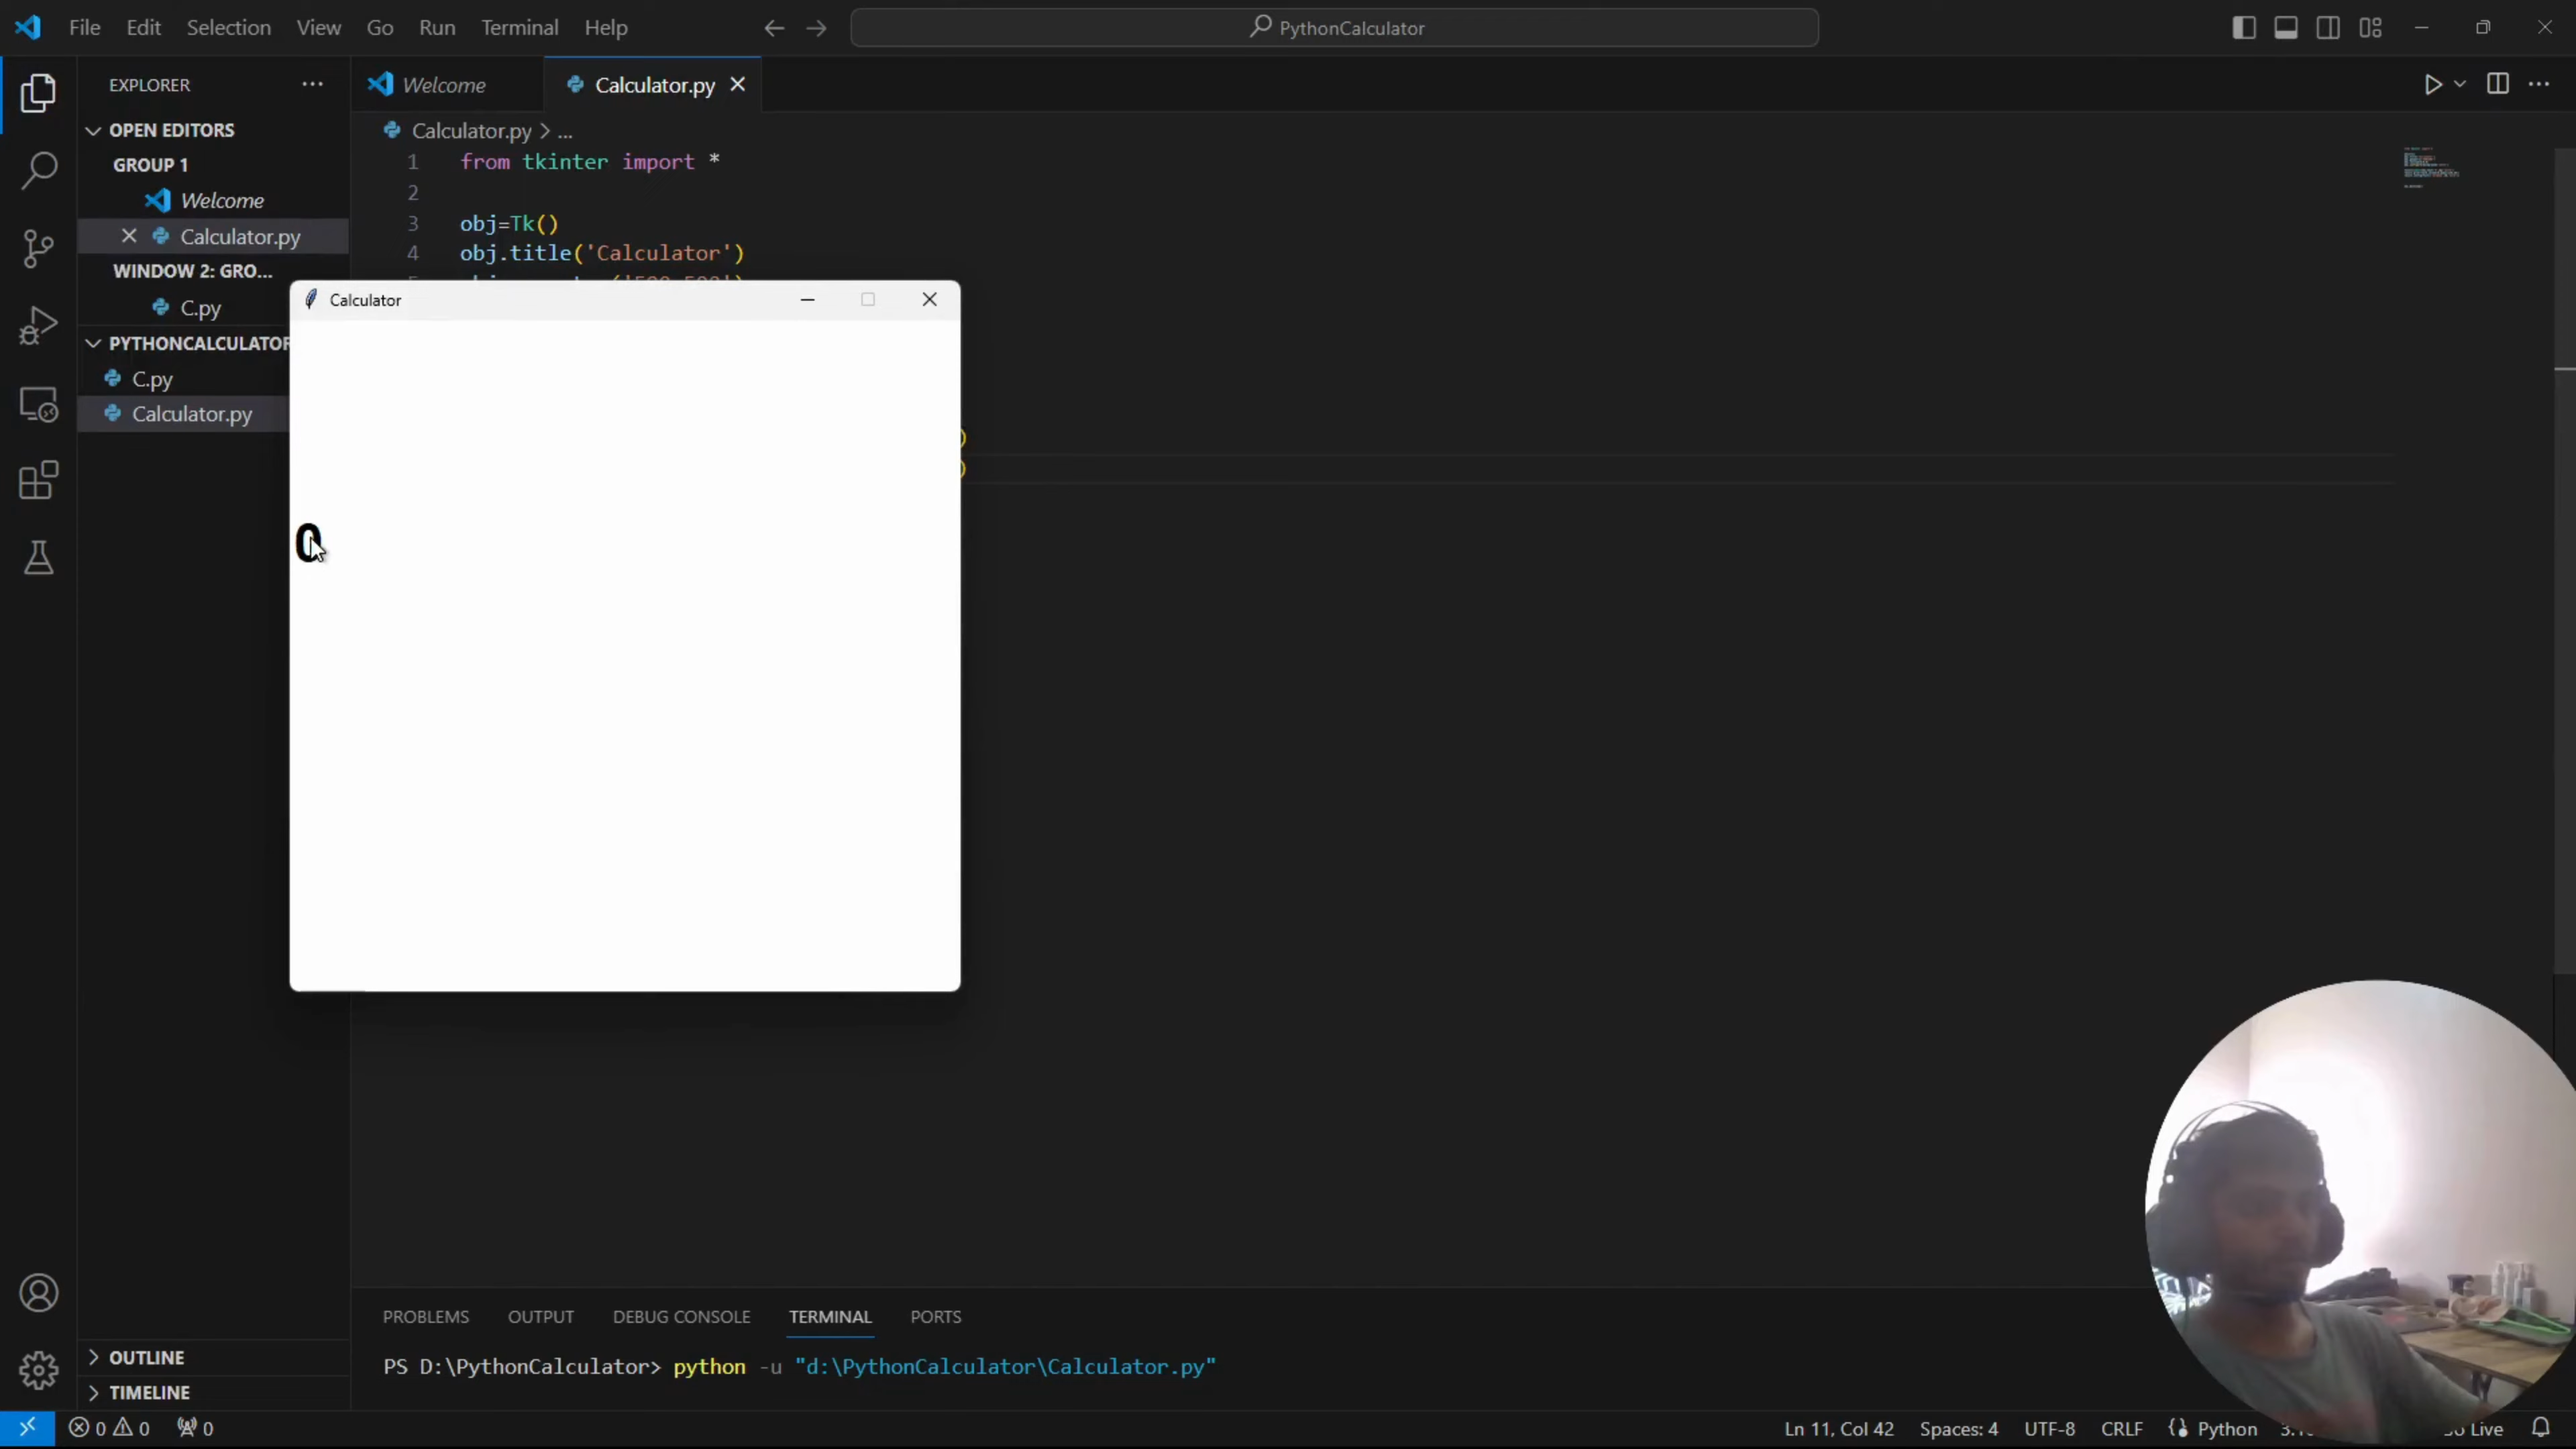 File Edit Selection View Go Run Terminal Help
PythonCalculator
EXPLORER
OPEN EDITORS
GROUP 1
Welcome
Calculator.py
WINDOW 2: GRO...
C.py
PYTHONCALCULATOR
C.py
Calculator.py
OUTLINE
TIMELINE
Welcome
Calculator.py
Calculator.py > ...
1 from tkinter import *
2
3 obj=Tk()
4 obj.title('Calculator')
)
)
Calculator
0
PROBLEMS OUTPUT DEBUG CONSOLE TERMINAL PORTS
PS D:\PythonCalculator> python -u "d:\PythonCalculator\Calculator.py"
0 0 0
Ln 11, Col 42 Spaces: 4 UTF-8 CRLF Python Live